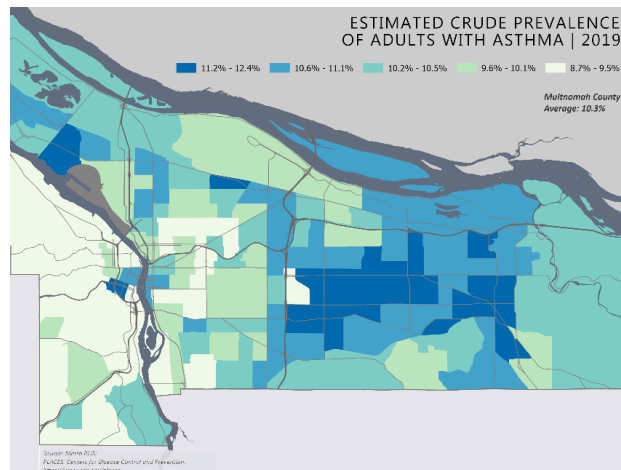 ESTIMATED CRUDE PREVALENCE
OF ADULTS WITH ASTHMA | 2019
11.2% - 12.4% 10.6% - 11.1% 10.2% - 10.5% 9.6% - 10.1% 8.7% - 9.5%
Multnomah County
Average: 10.3%
Source: Metro RLIS;
PLACES. Centers for Disease Control and Prevention.